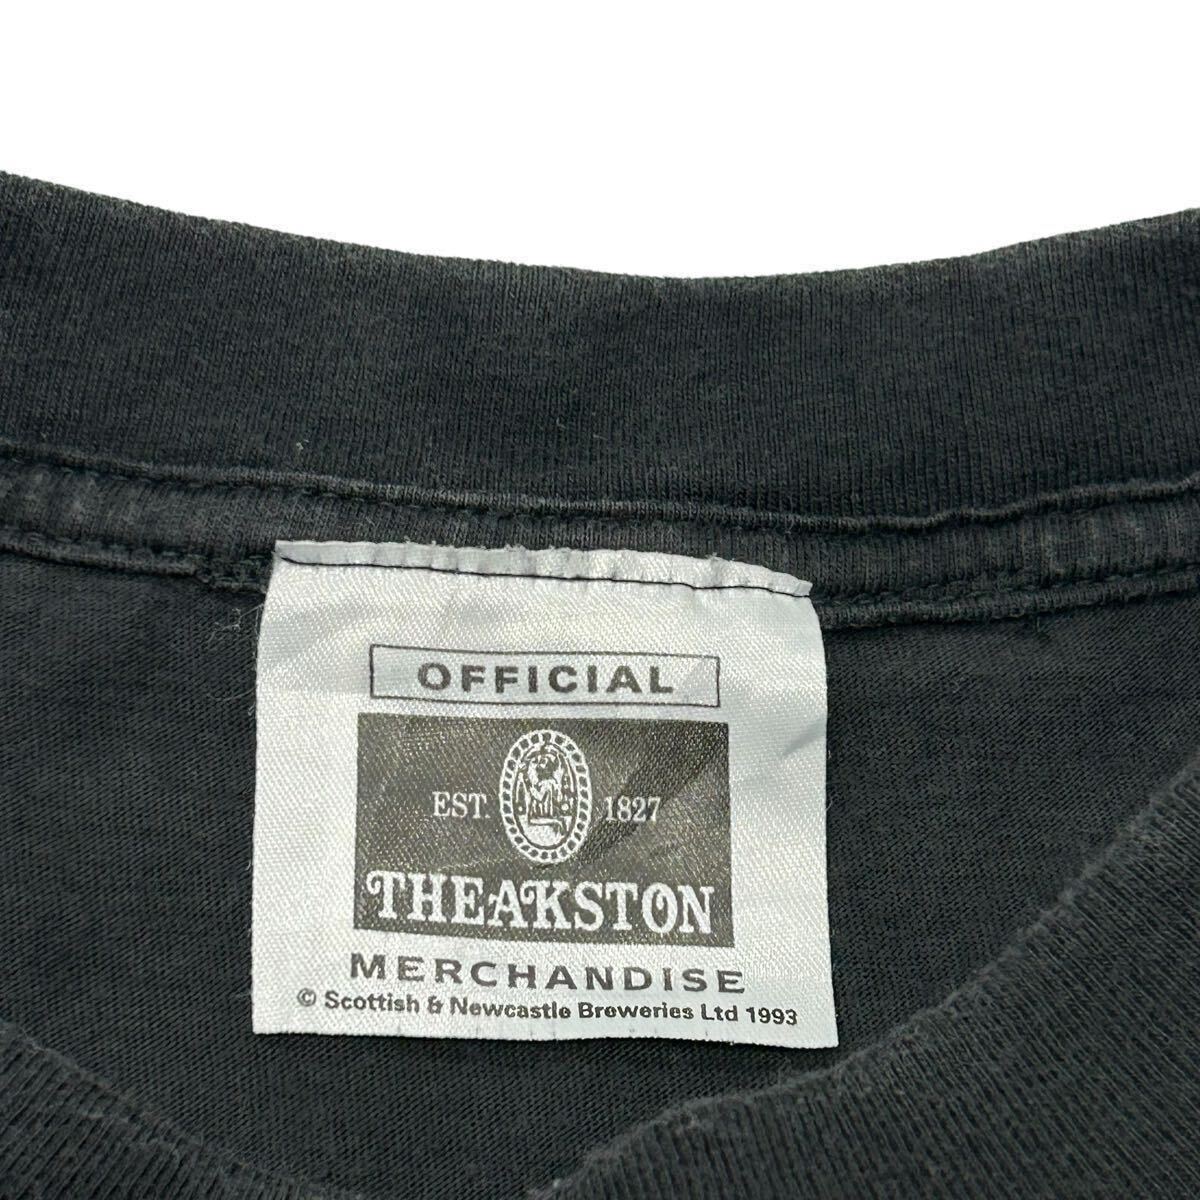 OFFICIAL
EST. 1827
THEAKSTON
MERCHANDISE
© Scottish & Newcastle Breweries Ltd 1993